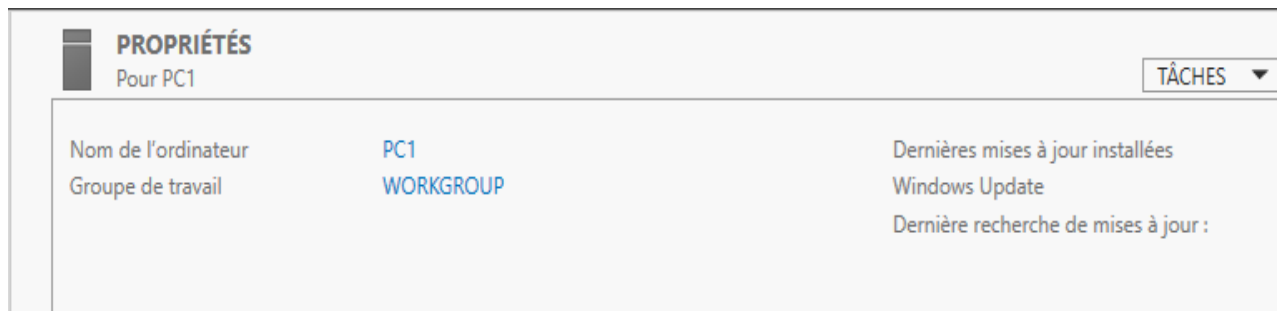 PROPRIÉTÉS
Pour PC1
TÂCHES
Nom de l'ordinateur PC1
Groupe de travail WORKGROUP
Dernières mises à jour installées
Windows Update
Dernière recherche de mises à jour :